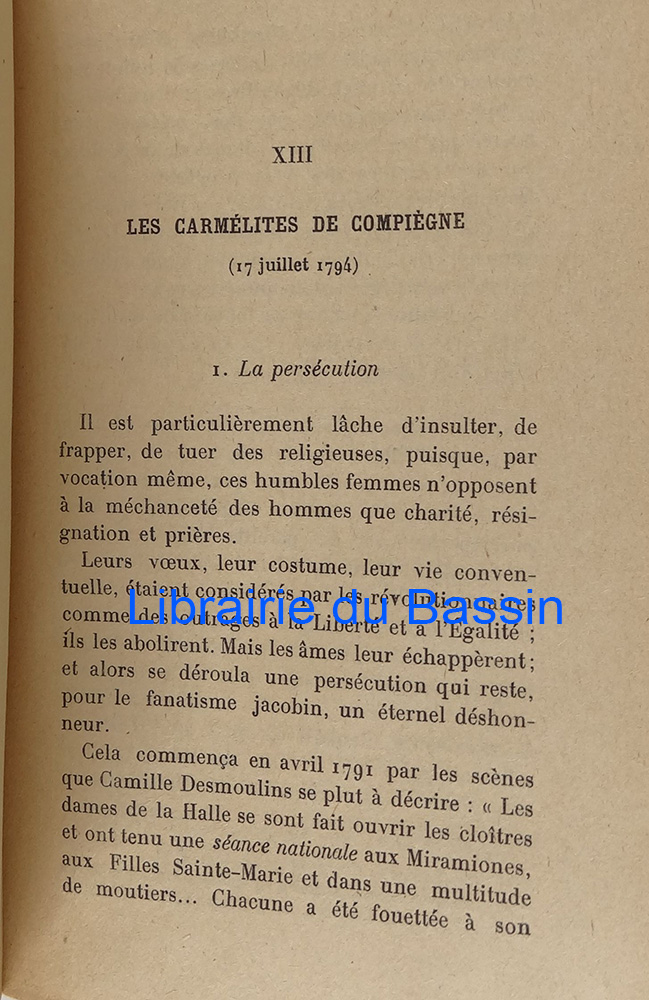 XIII
LES CARMÉLITES DE COMPIÈGNE
(17 juillet 1794)
1. La persécution
Il est particulièrement lâche d'insulter, de
frapper, de tuer des religieuses, puisque, par
vocation même, ces humbles femmes n'opposent
à la méchanceté des hommes que charité, rési-
gnation et prières.
Leurs vœux, leur costume, leur vie conven-
tuelle, étaient considérés par les révolutionnaires
comme des outrages à la Liberté et à l'Egalité ;
Librairie du Bassin
ils les abolirent. Mais les âmes leur échappèrent ;
et alors se déroula une persécution qui reste,
pour le fanatisme jacobin, un éternel déshon-
neur.
Cela commença en avril 1791 par les scènes
que Camille Desmoulins se plut à décrire : « Les
dames de la Halle se sont fait ouvrir les cloîtres
et ont tenu une séance nationale aux Miramiones,
aux Filles Sainte-Marie et dans une multitude
de moutiers... Chacune a été fouettée à son